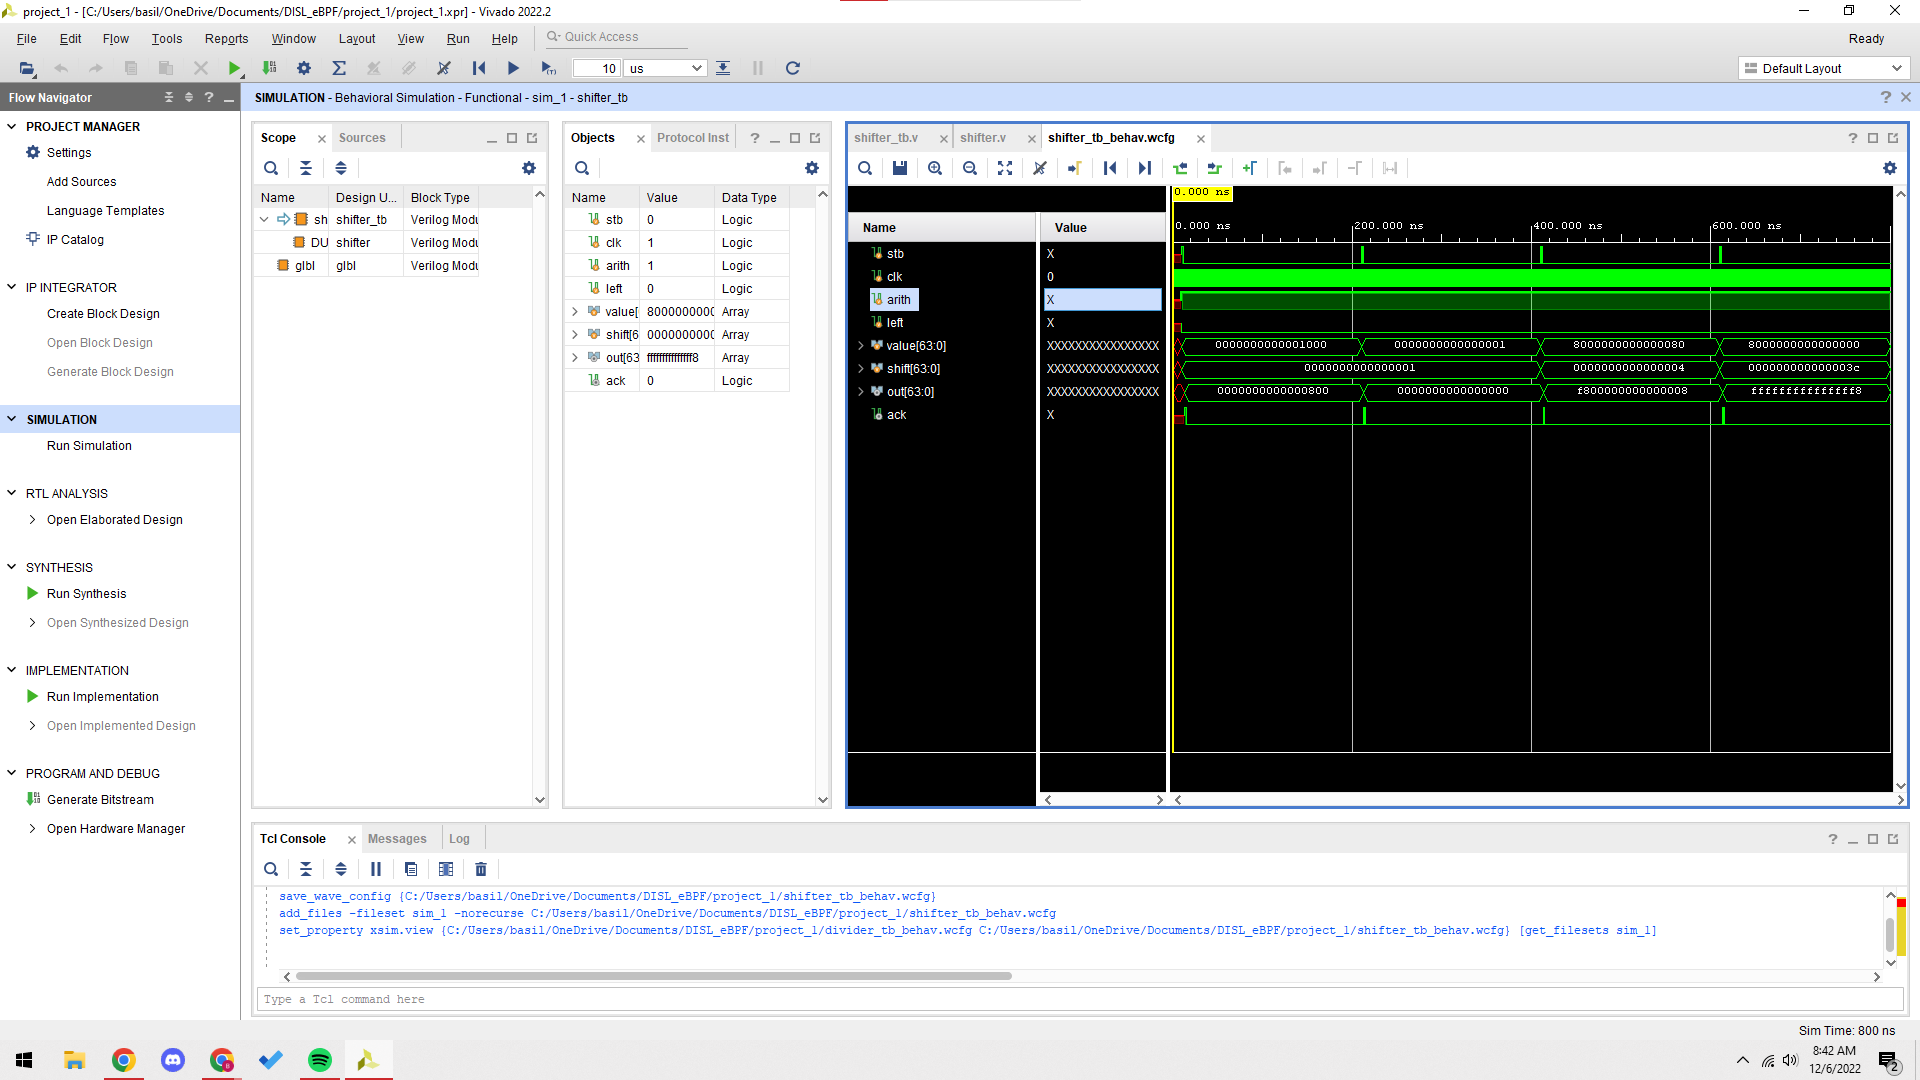 project_1 - [C:/Users/basil/OneDrive/Documents/DISL_eBPF/project_1/project_1.xpr] - Vivado 2022.2
File Edit Flow Tools Reports Window Layout View Run Help Quick Access Ready
10 us Default Layout
Flow Navigator
PROJECT MANAGER
Settings
Add Sources
Language Templates
IP Catalog
IP INTEGRATOR
Create Block Design
Open Block Design
Generate Block Design
SIMULATION
Run Simulation
RTL ANALYSIS
Open Elaborated Design
SYNTHESIS
Run Synthesis
Open Synthesized Design
IMPLEMENTATION
Run Implementation
Open Implemented Design
PROGRAM AND DEBUG
Generate Bitstream
Open Hardware Manager
SIMULATION - Behavioral Simulation - Functional - sim_1 - shifter_tb
Scope Sources
Name Design U... Block Type
sh shifter_tb Verilog Modu
DU shifter Verilog Modu
glbl glbl Verilog Modu
Objects Protocol Inst
Name Value Data Type
stb 0 Logic
clk 1 Logic
arith 1 Logic
left 0 Logic
value[ 8000000000 Array
shift[6 0000000000 Array
out[63 ffffffffffffffff8 Array
ack 0 Logic
shifter_tb.v shifter.v shifter_tb_behav.wcfg
0.000 ns
0.000 ns 200.000 ns 400.000 ns 600.000 ns
Name Value
stb X
clk 0
arith X
left X
value[63:0] XXXXXXXXXXXXXXXX 0000000000001000 0000000000000001 8000000000000080 8000000000000000
shift[63:0] XXXXXXXXXXXXXXXX 0000000000000001 0000000000000004 000000000000003c
out[63:0] XXXXXXXXXXXXXXXX 0000000000000800 0000000000000000 f800000000000008 fffffffffffffff8
ack X
Tcl Console Messages Log
save_wave_config {C:/Users/basil/OneDrive/Documents/DISL_eBPF/project_1/shifter_tb_behav.wcfg}
add_files -fileset sim_1 -norecurse C:/Users/basil/OneDrive/Documents/DISL_eBPF/project_1/shifter_tb_behav.wcfg
set_property xsim.view {C:/Users/basil/OneDrive/Documents/DISL_eBPF/project_1/divider_tb_behav.wcfg C:/Users/basil/OneDrive/Documents/DISL_eBPF/project_1/shifter_tb_behav.wcfg} [get_filesets sim_1]
Type a Tcl command here
Sim Time: 800 ns
8:42 AM
12/6/2022
2